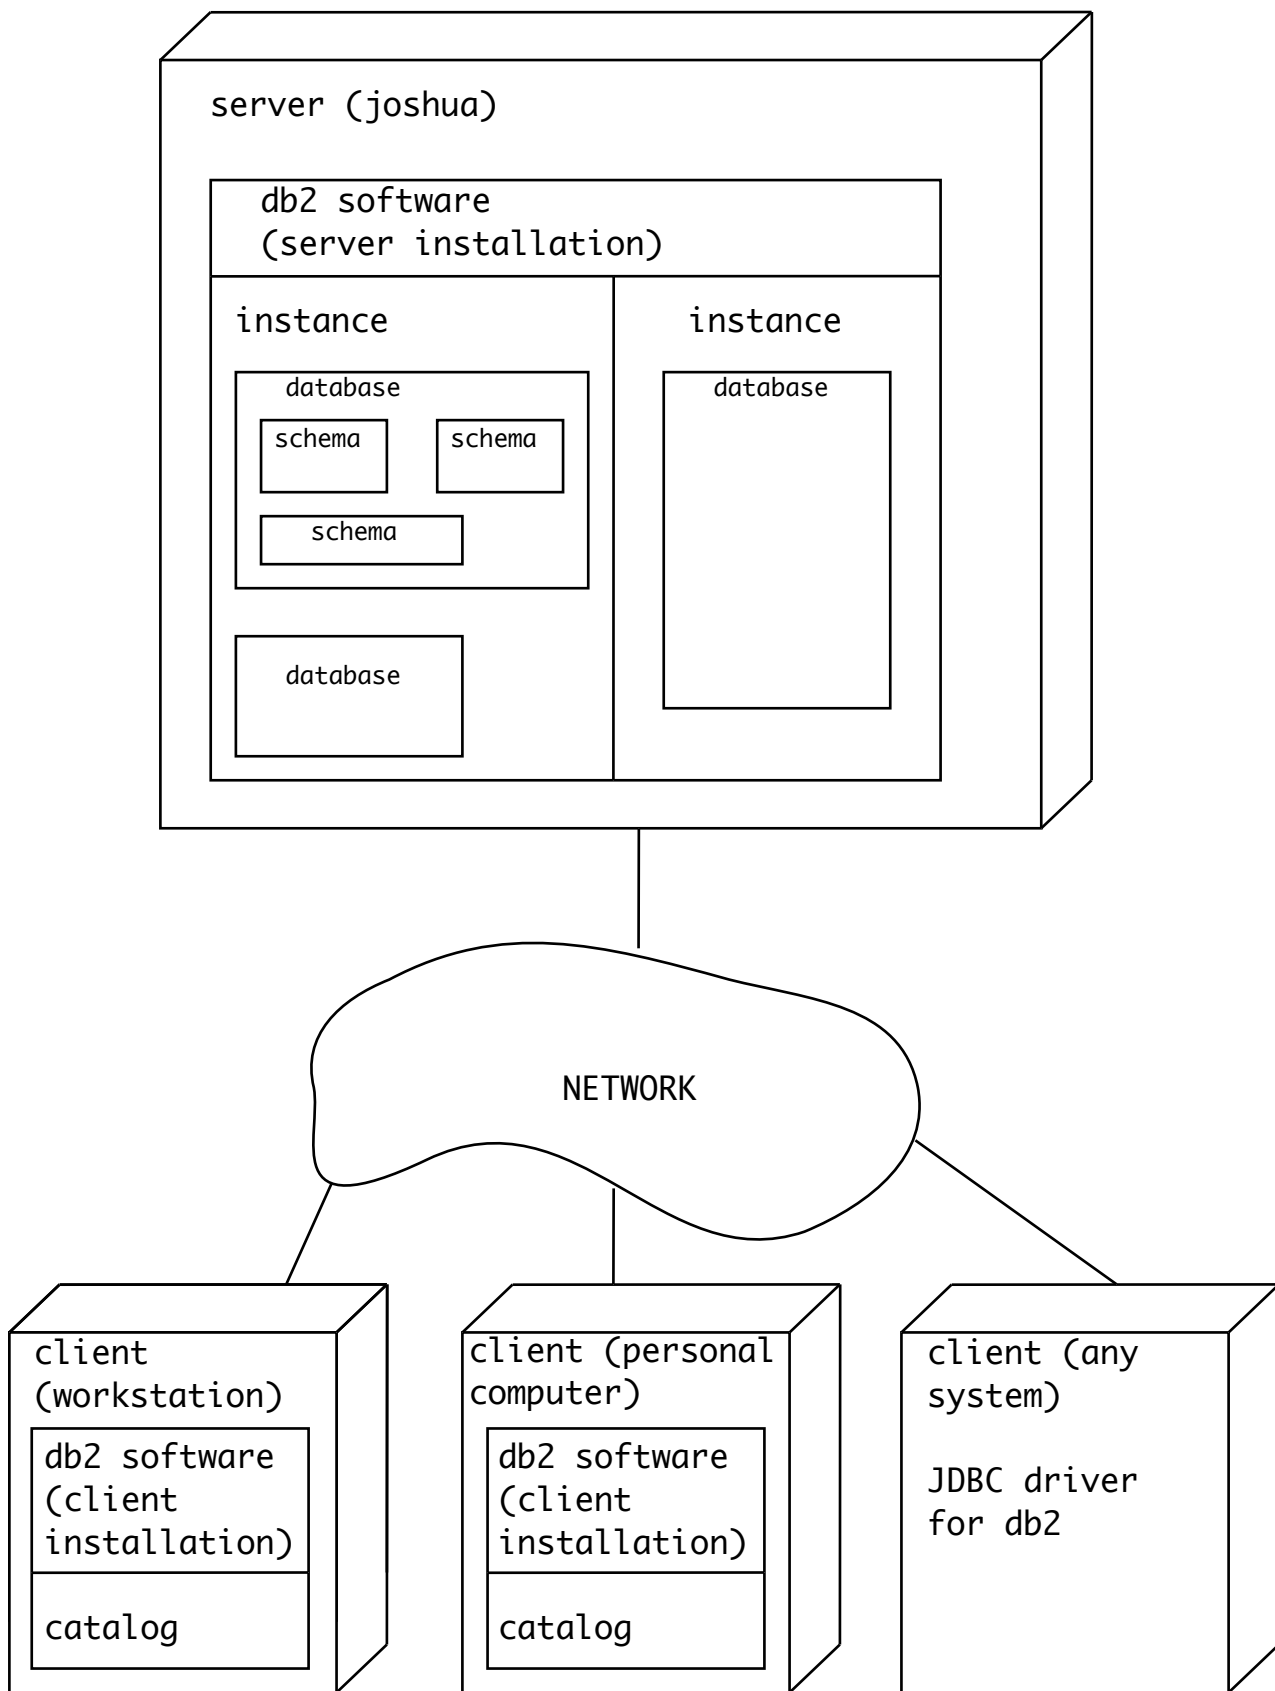 server (joshua)
db2 software
(server installation)
instance
instance
database
database
schema
schema
schema
database
NETWORK
client
(workstation)
db2 software
(client
installation)
catalog
client (personal
computer)
db2 software
(client
installation)
catalog
client (any
system)
JDBC driver
for db2